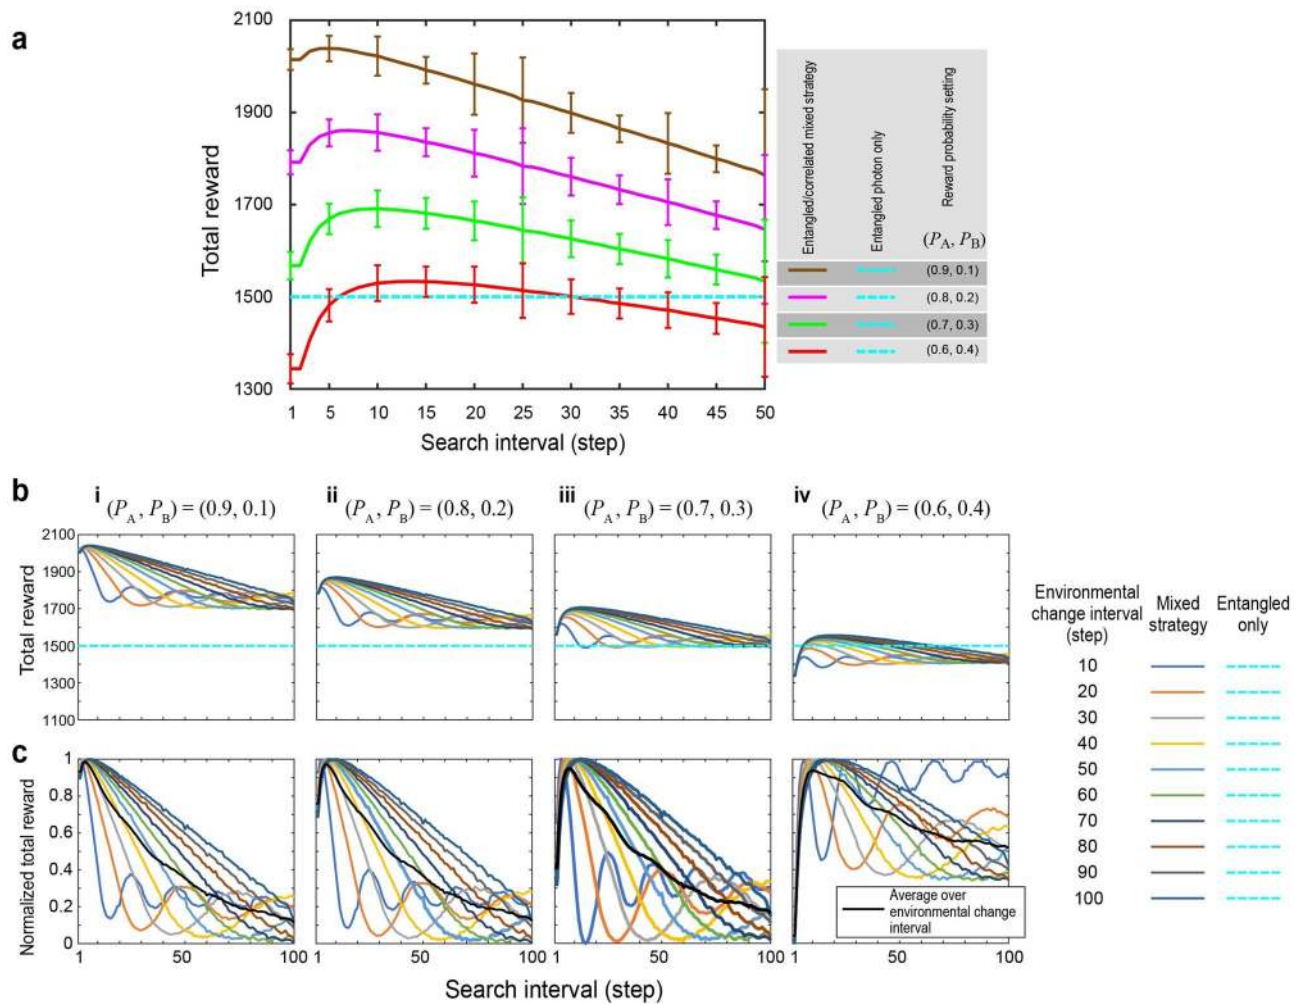 a
2100
1900
1700
1500
1300
Total reward
1 5 10 15 20 25 30 35 40 45 50
Search interval (step)
Entangled/correlated mixed strategy
Entangled photon only
Reward probability setting
(PA, PB)
(0.9, 0.1)
(0.8, 0.2)
(0.7, 0.3)
(0.6, 0.4)
b
i
(PA, PB) = (0.9, 0.1)
ii
(PA, PB) = (0.8, 0.2)
iii
(PA, PB) = (0.7, 0.3)
iv
(PA, PB) = (0.6, 0.4)
2100
1900
1700
1500
1300
1100
Total reward
Environmental
change interval
(step)
Mixed
strategy
Entangled
only
10
20
30
40
50
60
70
80
90
100
c
1
0.8
0.6
0.4
0.2
0
Normalized total reward
Average over
environmental change
interval
1 50 100
1 50 100
1 50 100
1 50 100
Search interval (step)